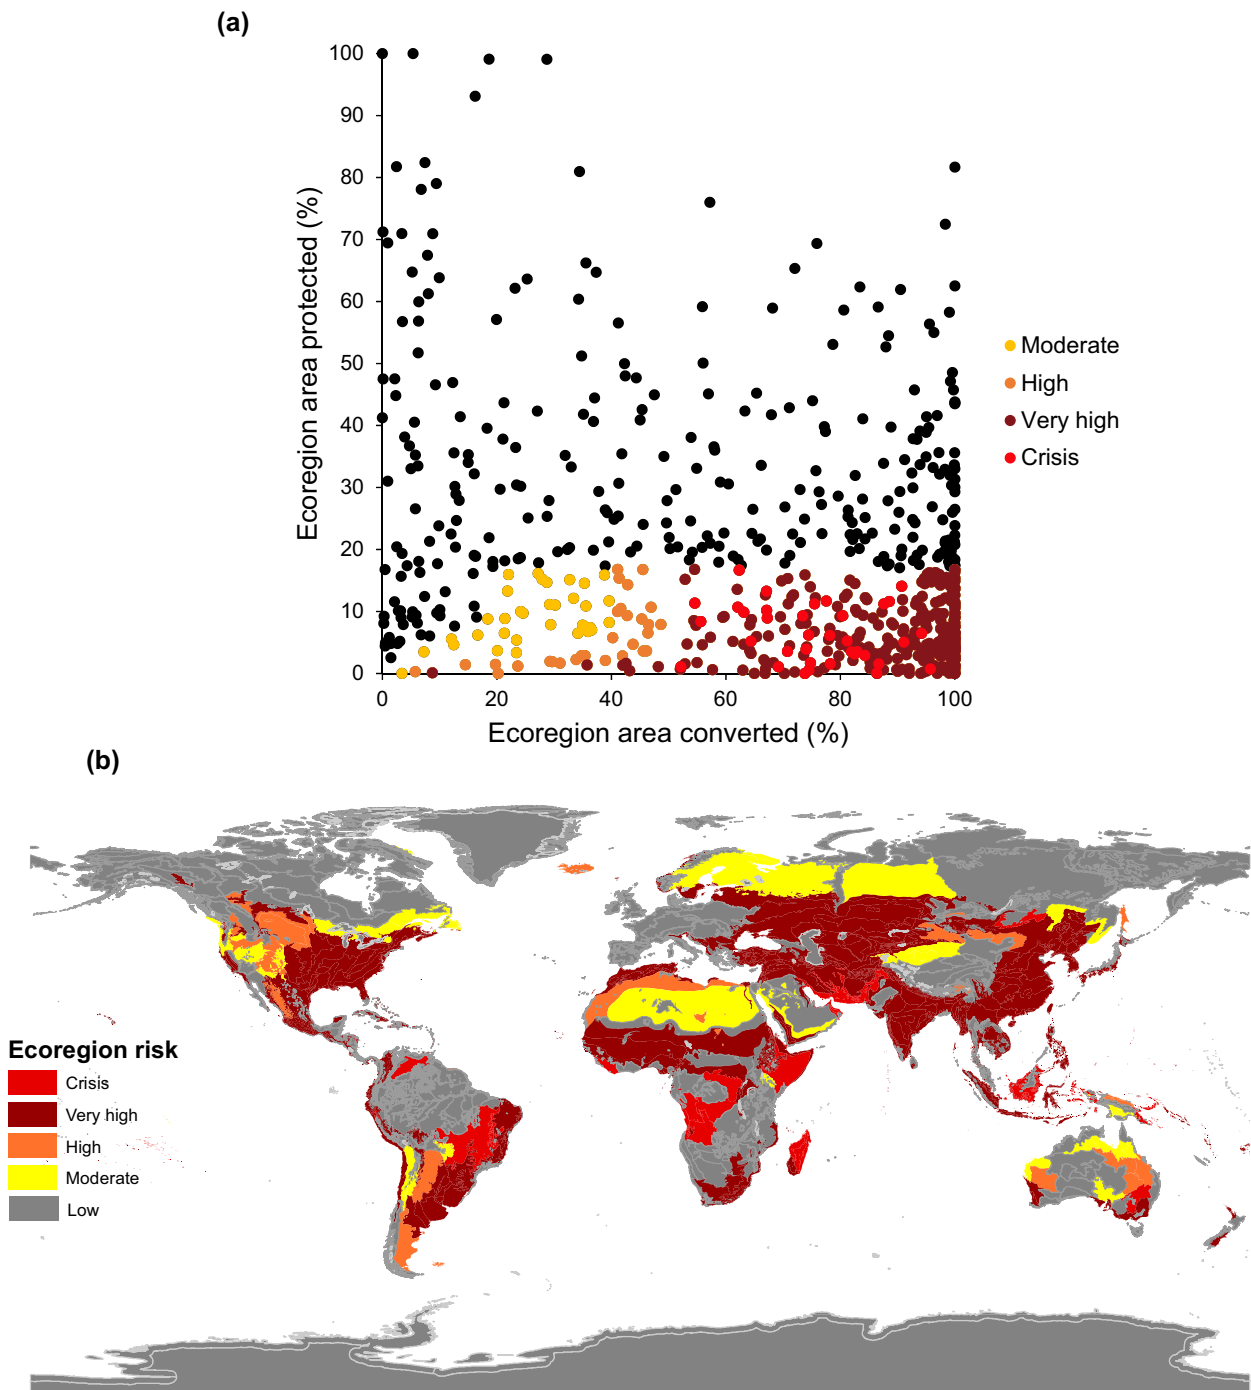 (a)
100
90
80
70
60
50
40
30
20
10
0
Ecoregion area protected (%)
0 20 40 60 80 100
Ecoregion area converted (%)
Moderate
High
Very high
Crisis
(b)
Ecoregion risk
Crisis
Very high
High
Moderate
Low